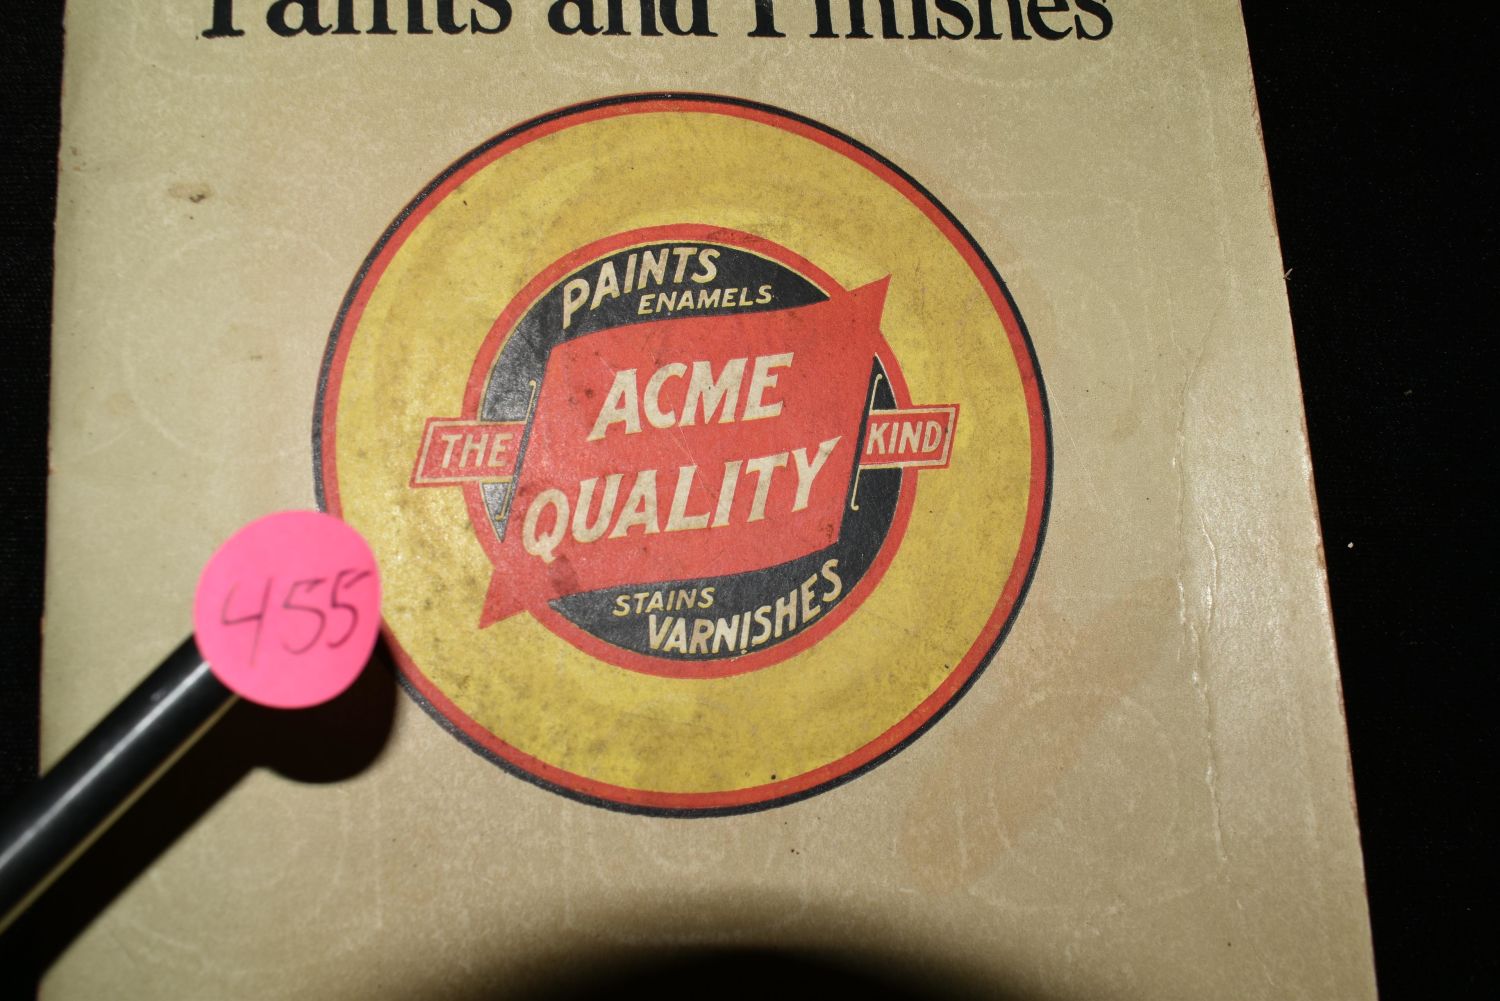 Paints and Finishes
PAINTS
ENAMELS
ACME
THE
KIND
QUALITY
STAINS
VARNISHES
455